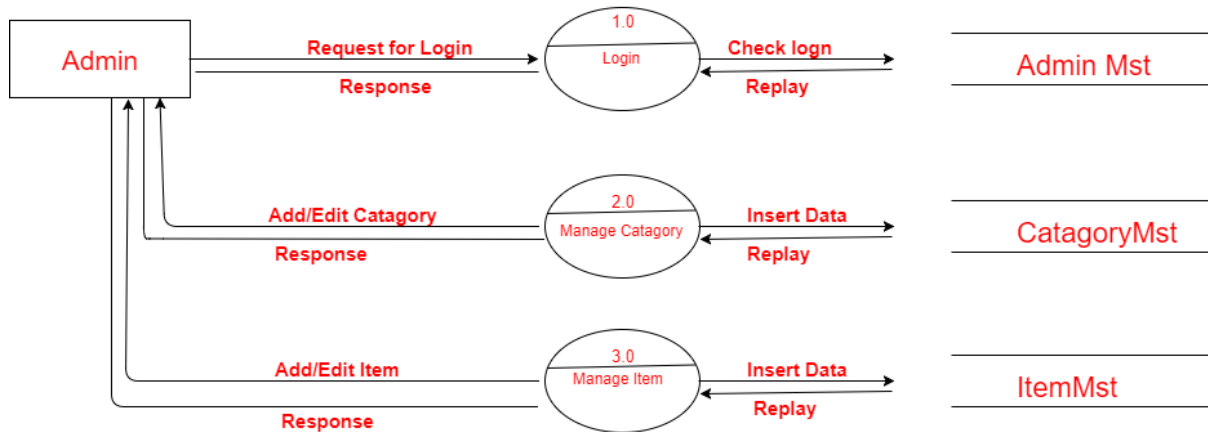 Admin
Request for Login
Response
1.0
Login
Check logn
Replay
Admin Mst
Add/Edit Catagory
Response
2.0
Manage Catagory
Insert Data
Replay
CatagoryMst
Add/Edit Item
Response
3.0
Manage Item
Insert Data
Replay
ItemMst